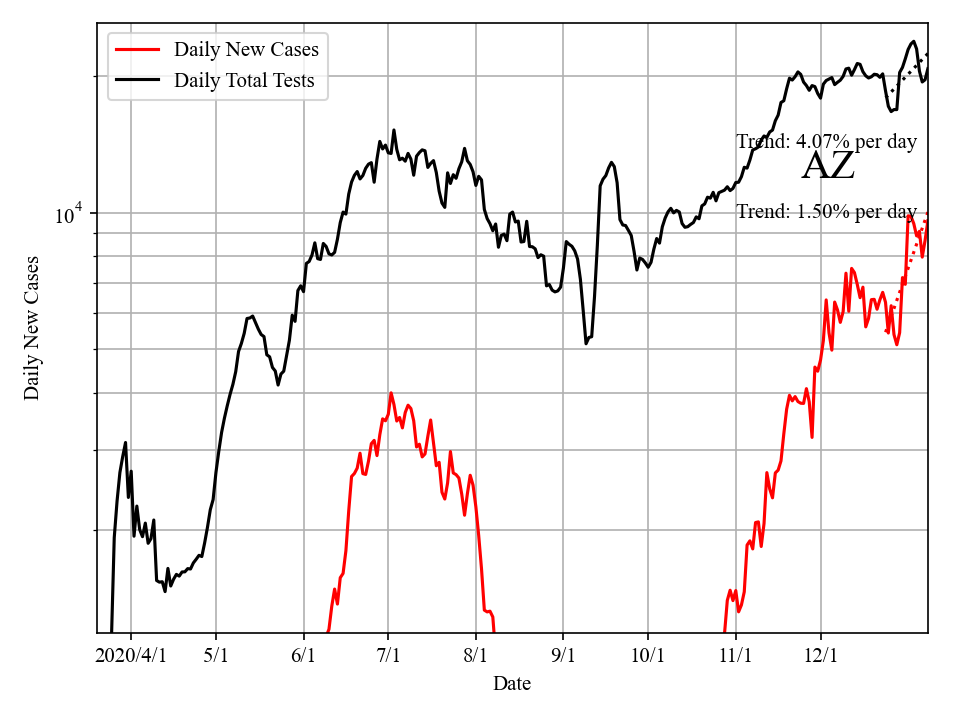 Daily New Cases
Daily Total Tests
Trend: 4.07% per day
AZ
Trend: 1.50% per day
10^4
Daily New Cases
2020/4/1 5/1 6/1 7/1 8/1 9/1 10/1 11/1 12/1
Date